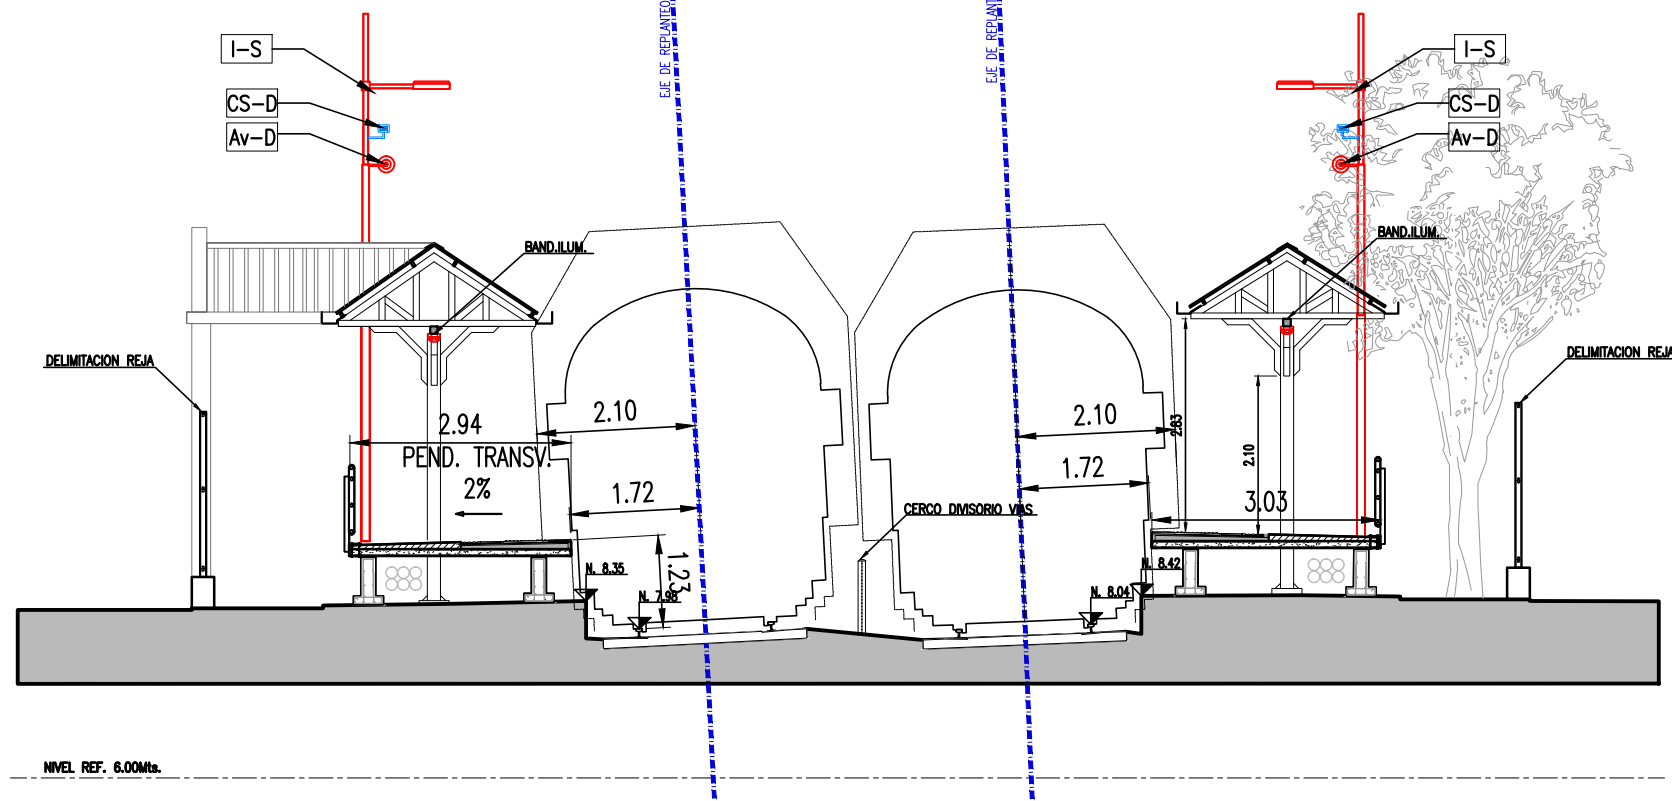 EJE DE REPLANTEO
EJE DE REPLANT
I-S
CS-D
Av-D
I-S
CS-D
Av-D
BAND.ILUM.
BAND.ILUM.
DELIMITACION REJA
DELIMITACION REJA
2.94
PEND. TRANSV.
2%
2.10
1.72
2.10
1.72
2.63
2.10
3.03
CERCO DIVISORIO VIAS
1.23
N. 8.35
N. 7.98
N. 8.42
N. 8.04
NIVEL REF. 6.00Mts.